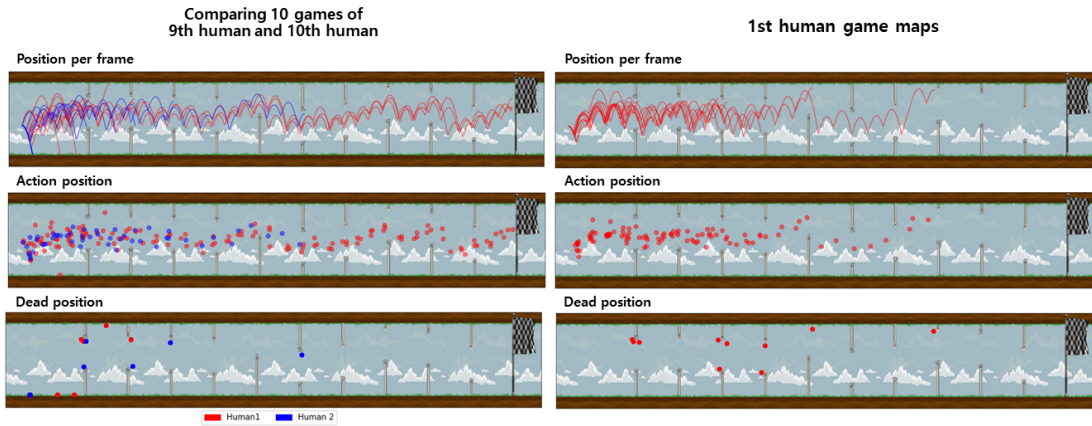 Comparing 10 games of
9th human and 10th human
Position per frame
Action position
Dead position
Human1
Human 2
1st human game maps
Position per frame
Action position
Dead position